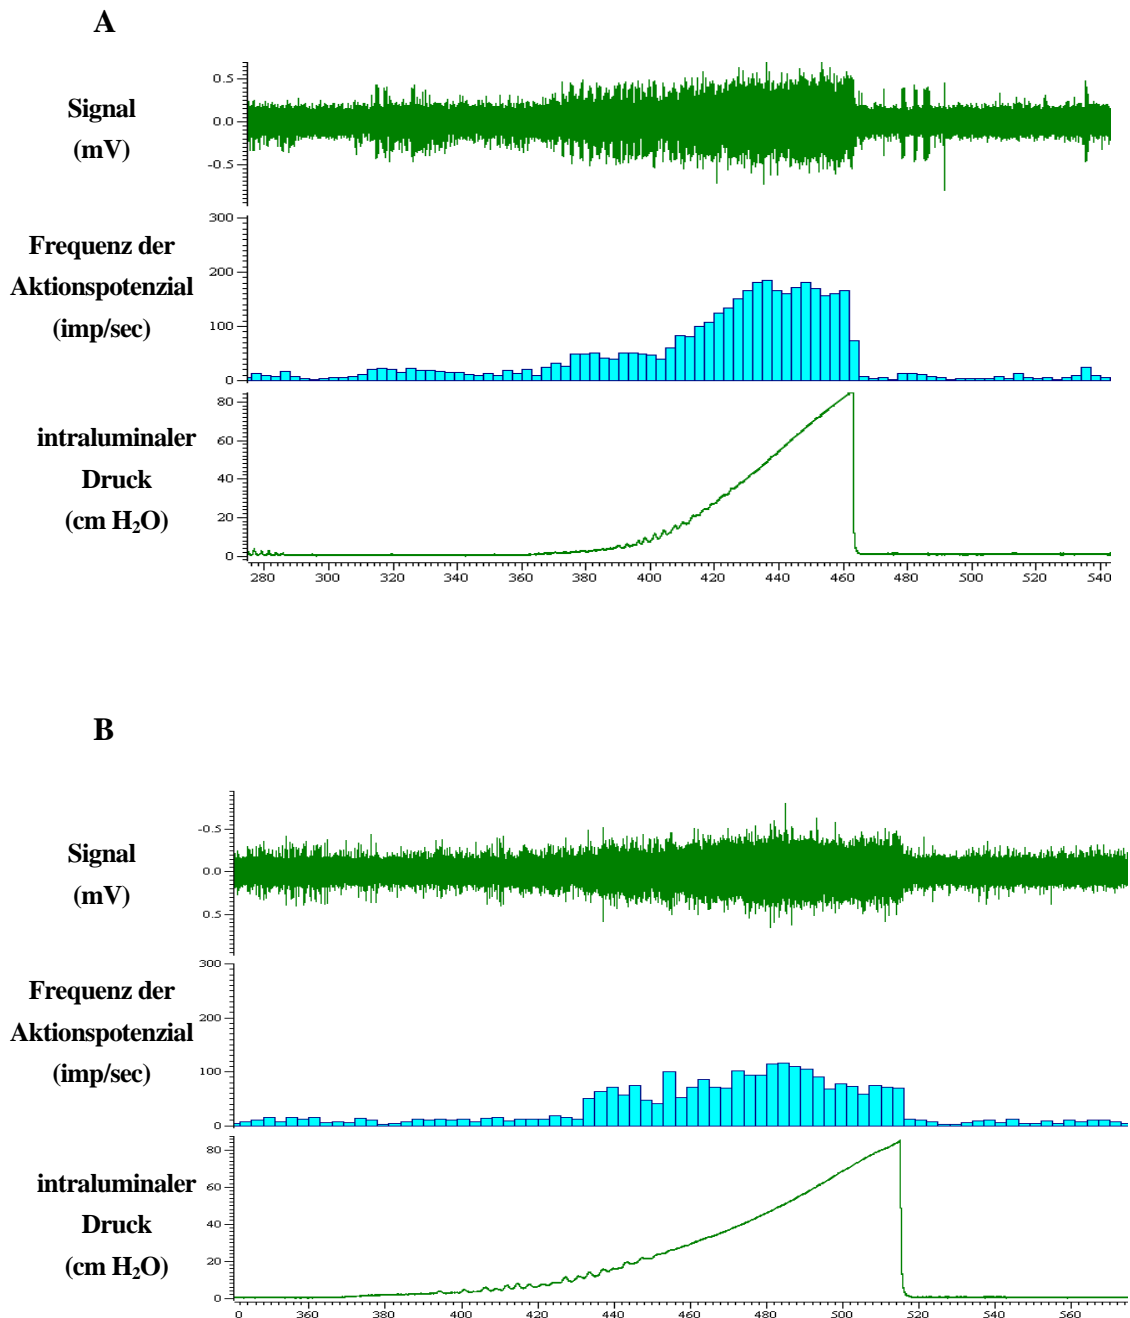 A
Signal
(mV)
0.5
0.0
-0.5
Frequenz der
Aktionspotenzial
(imp/sec)
300
200
100
0
intraluminaler
Druck
(cm H₂O)
80
60
40
20
0
280 300 320 340 360 380 400 420 440 460 480 500 520 540
B
Signal
(mV)
-0.5
0.0
0.5
Frequenz der
Aktionspotenzial
(imp/sec)
300
200
100
0
intraluminaler
Druck
(cm H₂O)
80
60
40
20
0
0 360 380 400 420 440 460 480 500 520 540 560